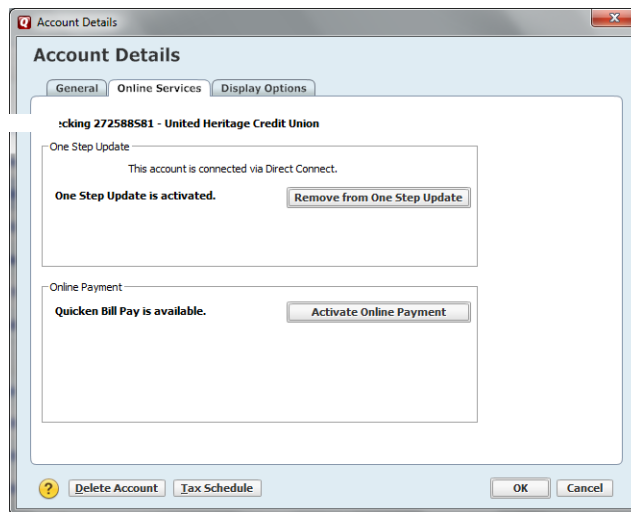 Account Details
Account Details
General Online Services Display Options
ecking 272588S81 - United Heritage Credit Union
One Step Update
This account is connected via Direct Connect.
One Step Update is activated. Remove from One Step Update
Online Payment
Quicken Bill Pay is available. Activate Online Payment
? Delete Account Tax Schedule OK Cancel